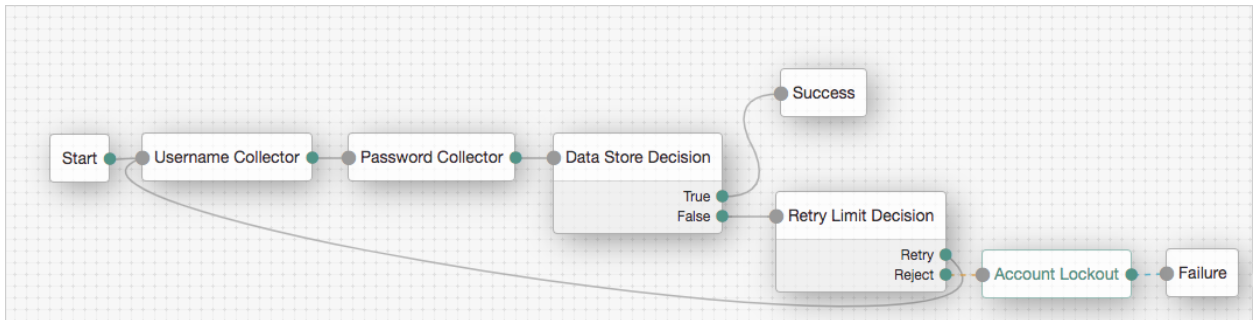 Start
Username Collector
Password Collector
Data Store Decision
True
False
Success
Retry Limit Decision
Retry
Reject
Account Lockout
Failure